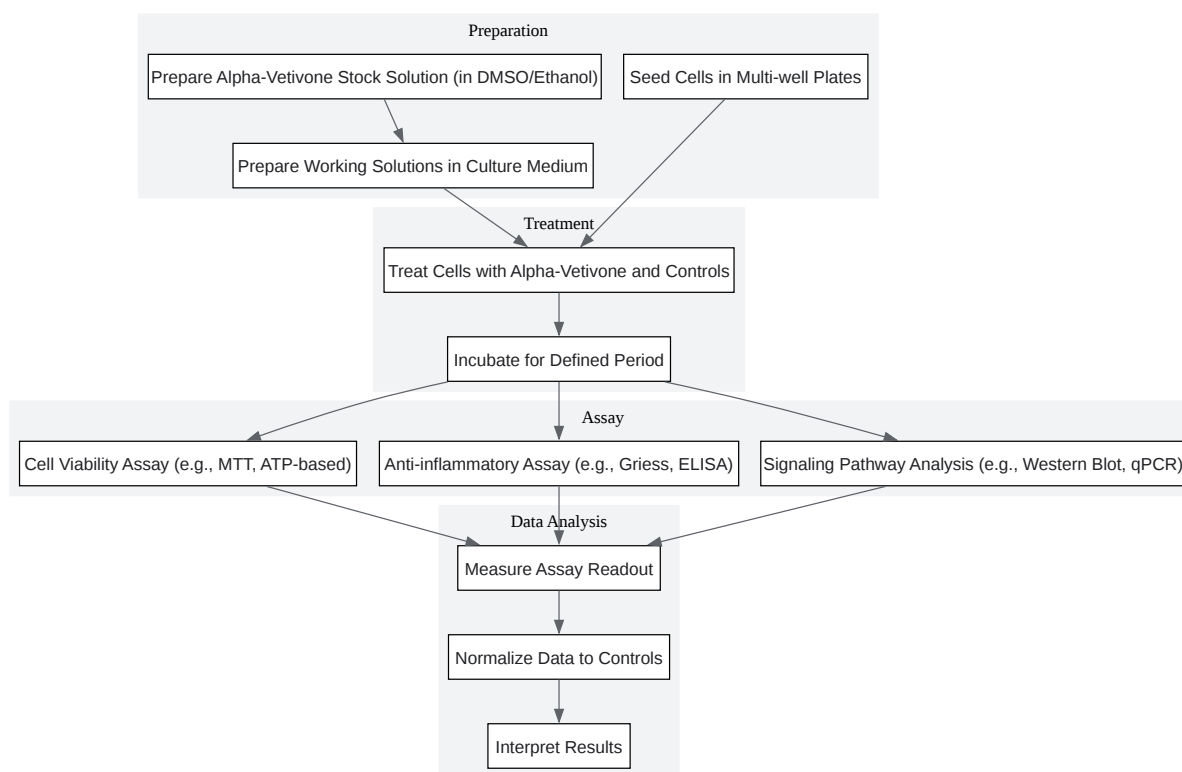 Preparation
Prepare Alpha-Vetivone Stock Solution (in DMSO/Ethanol)
Seed Cells in Multi-well Plates
Prepare Working Solutions in Culture Medium
Treatment
Treat Cells with Alpha-Vetivone and Controls
Incubate for Defined Period
Assay
Cell Viability Assay (e.g., MTT, ATP-based)
Anti-inflammatory Assay (e.g., Griess, ELISA)
Signaling Pathway Analysis (e.g., Western Blot, qPCR)
Data Analysis
Measure Assay Readout
Normalize Data to Controls
Interpret Results